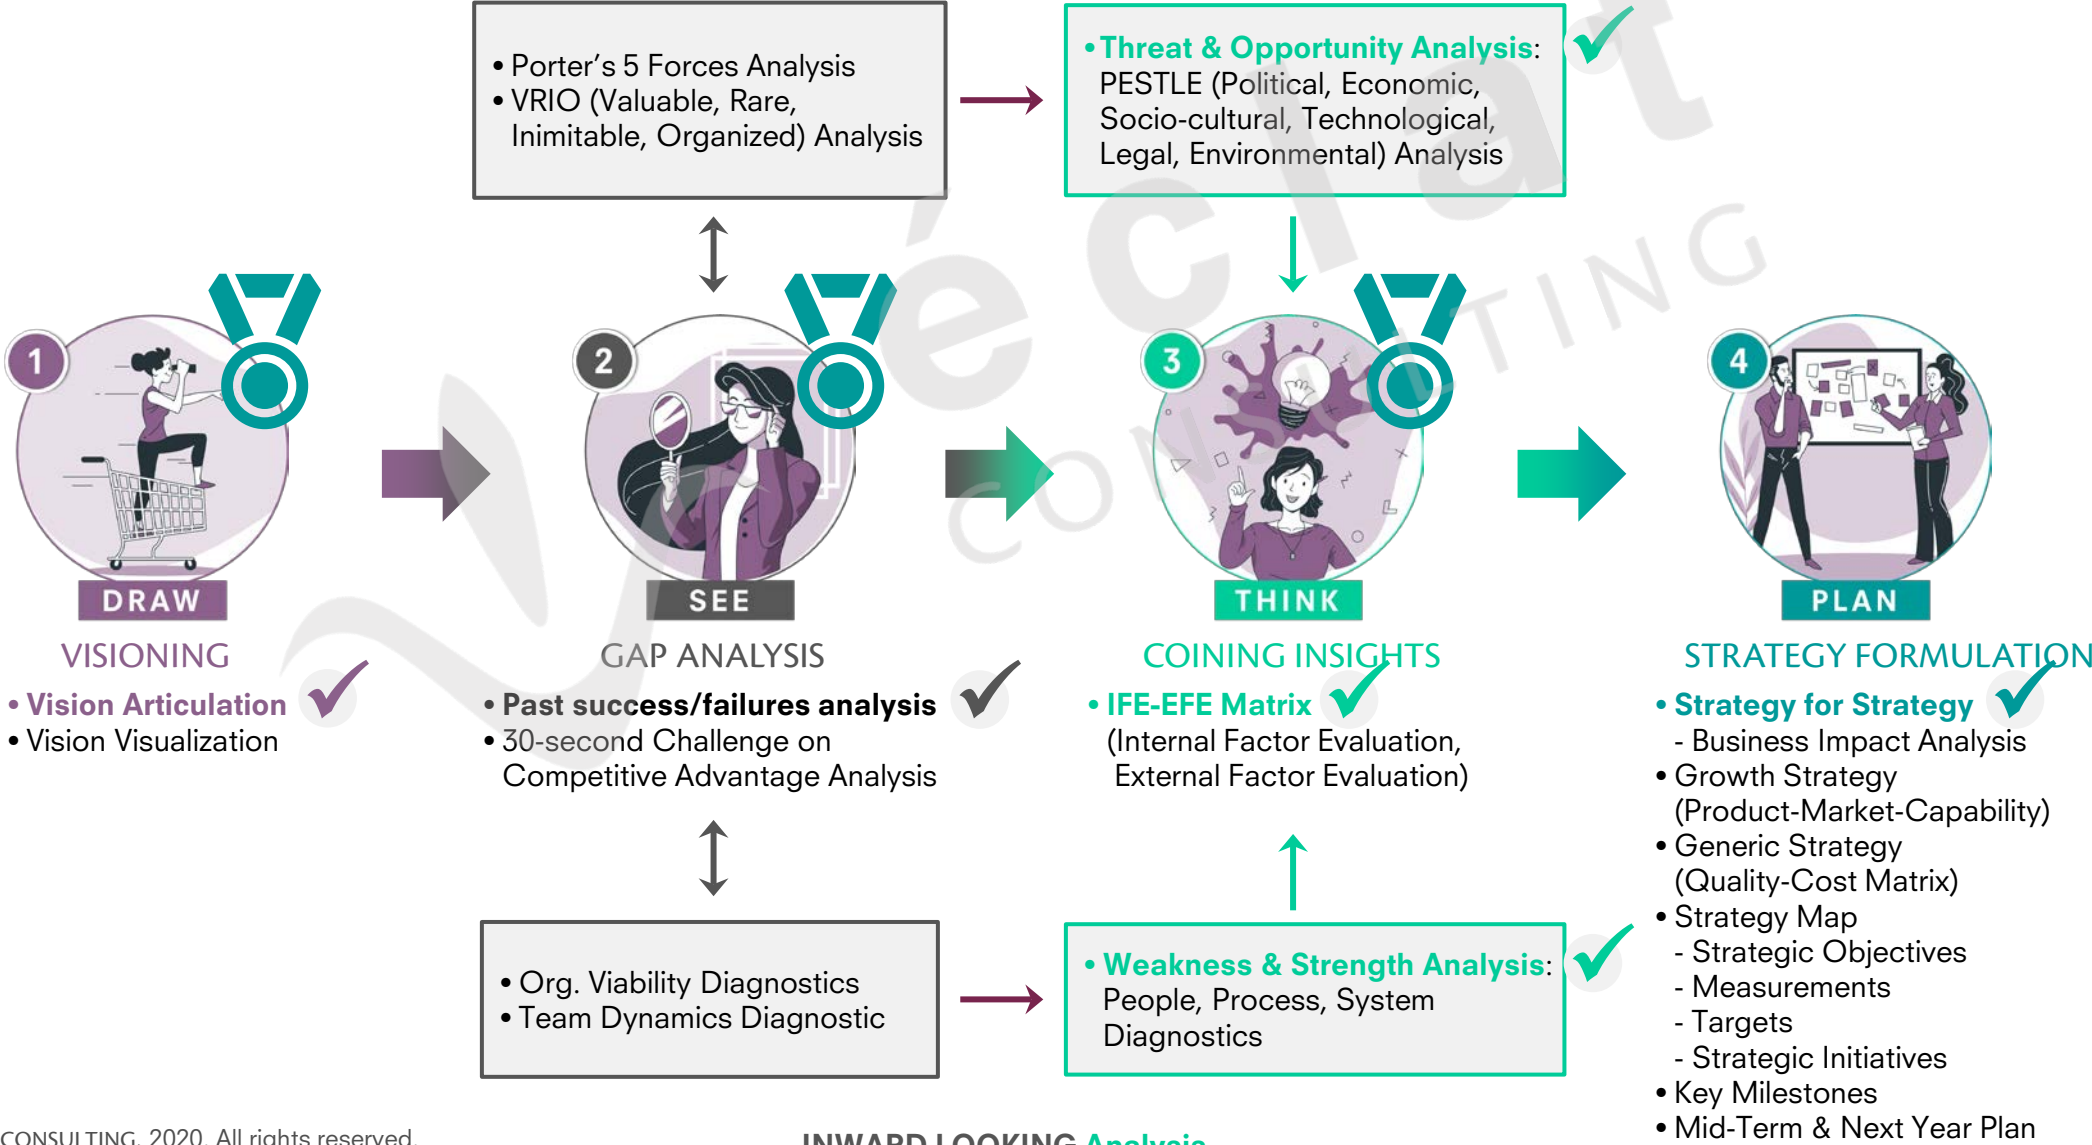 • Porter's 5 Forces Analysis
• VRIO (Valuable, Rare,
Inimitable, Organized) Analysis
• Threat & Opportunity Analysis:
PESTLE (Political, Economic,
Socio-cultural, Technological,
Legal, Environmental) Analysis
éclat
CONSULTING
1
DRAW
VISIONING
• Vision Articulation
• Vision Visualization
2
SEE
GAP ANALYSIS
• Past success/failures analysis
• 30-second Challenge on
Competitive Advantage Analysis
3
THINK
COINING INSIGHTS
• IFE-EFE Matrix
(Internal Factor Evaluation,
External Factor Evaluation)
4
PLAN
STRATEGY FORMULATION
• Strategy for Strategy
- Business Impact Analysis
• Growth Strategy
(Product-Market-Capability)
• Generic Strategy
(Quality-Cost Matrix)
• Strategy Map
- Strategic Objectives
- Measurements
- Targets
- Strategic Initiatives
• Key Milestones
• Mid-Term & Next Year Plan
• Org. Viability Diagnostics
• Team Dynamics Diagnostic
• Weakness & Strength Analysis:
People, Process, System
Diagnostics
CONSULTING, 2020. All rights reserved.
INWARD LOOKING Analysis